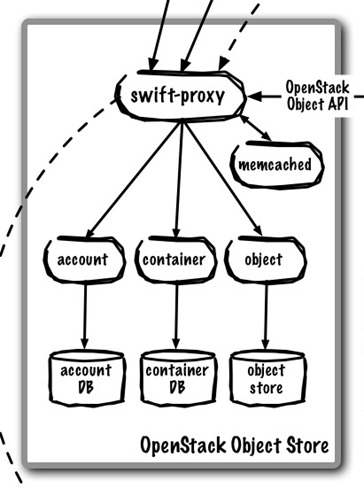 swift-proxy
OpenStack
Object API
memcached
account
container
object
account
DB
container
DB
object
store
OpenStack Object Store